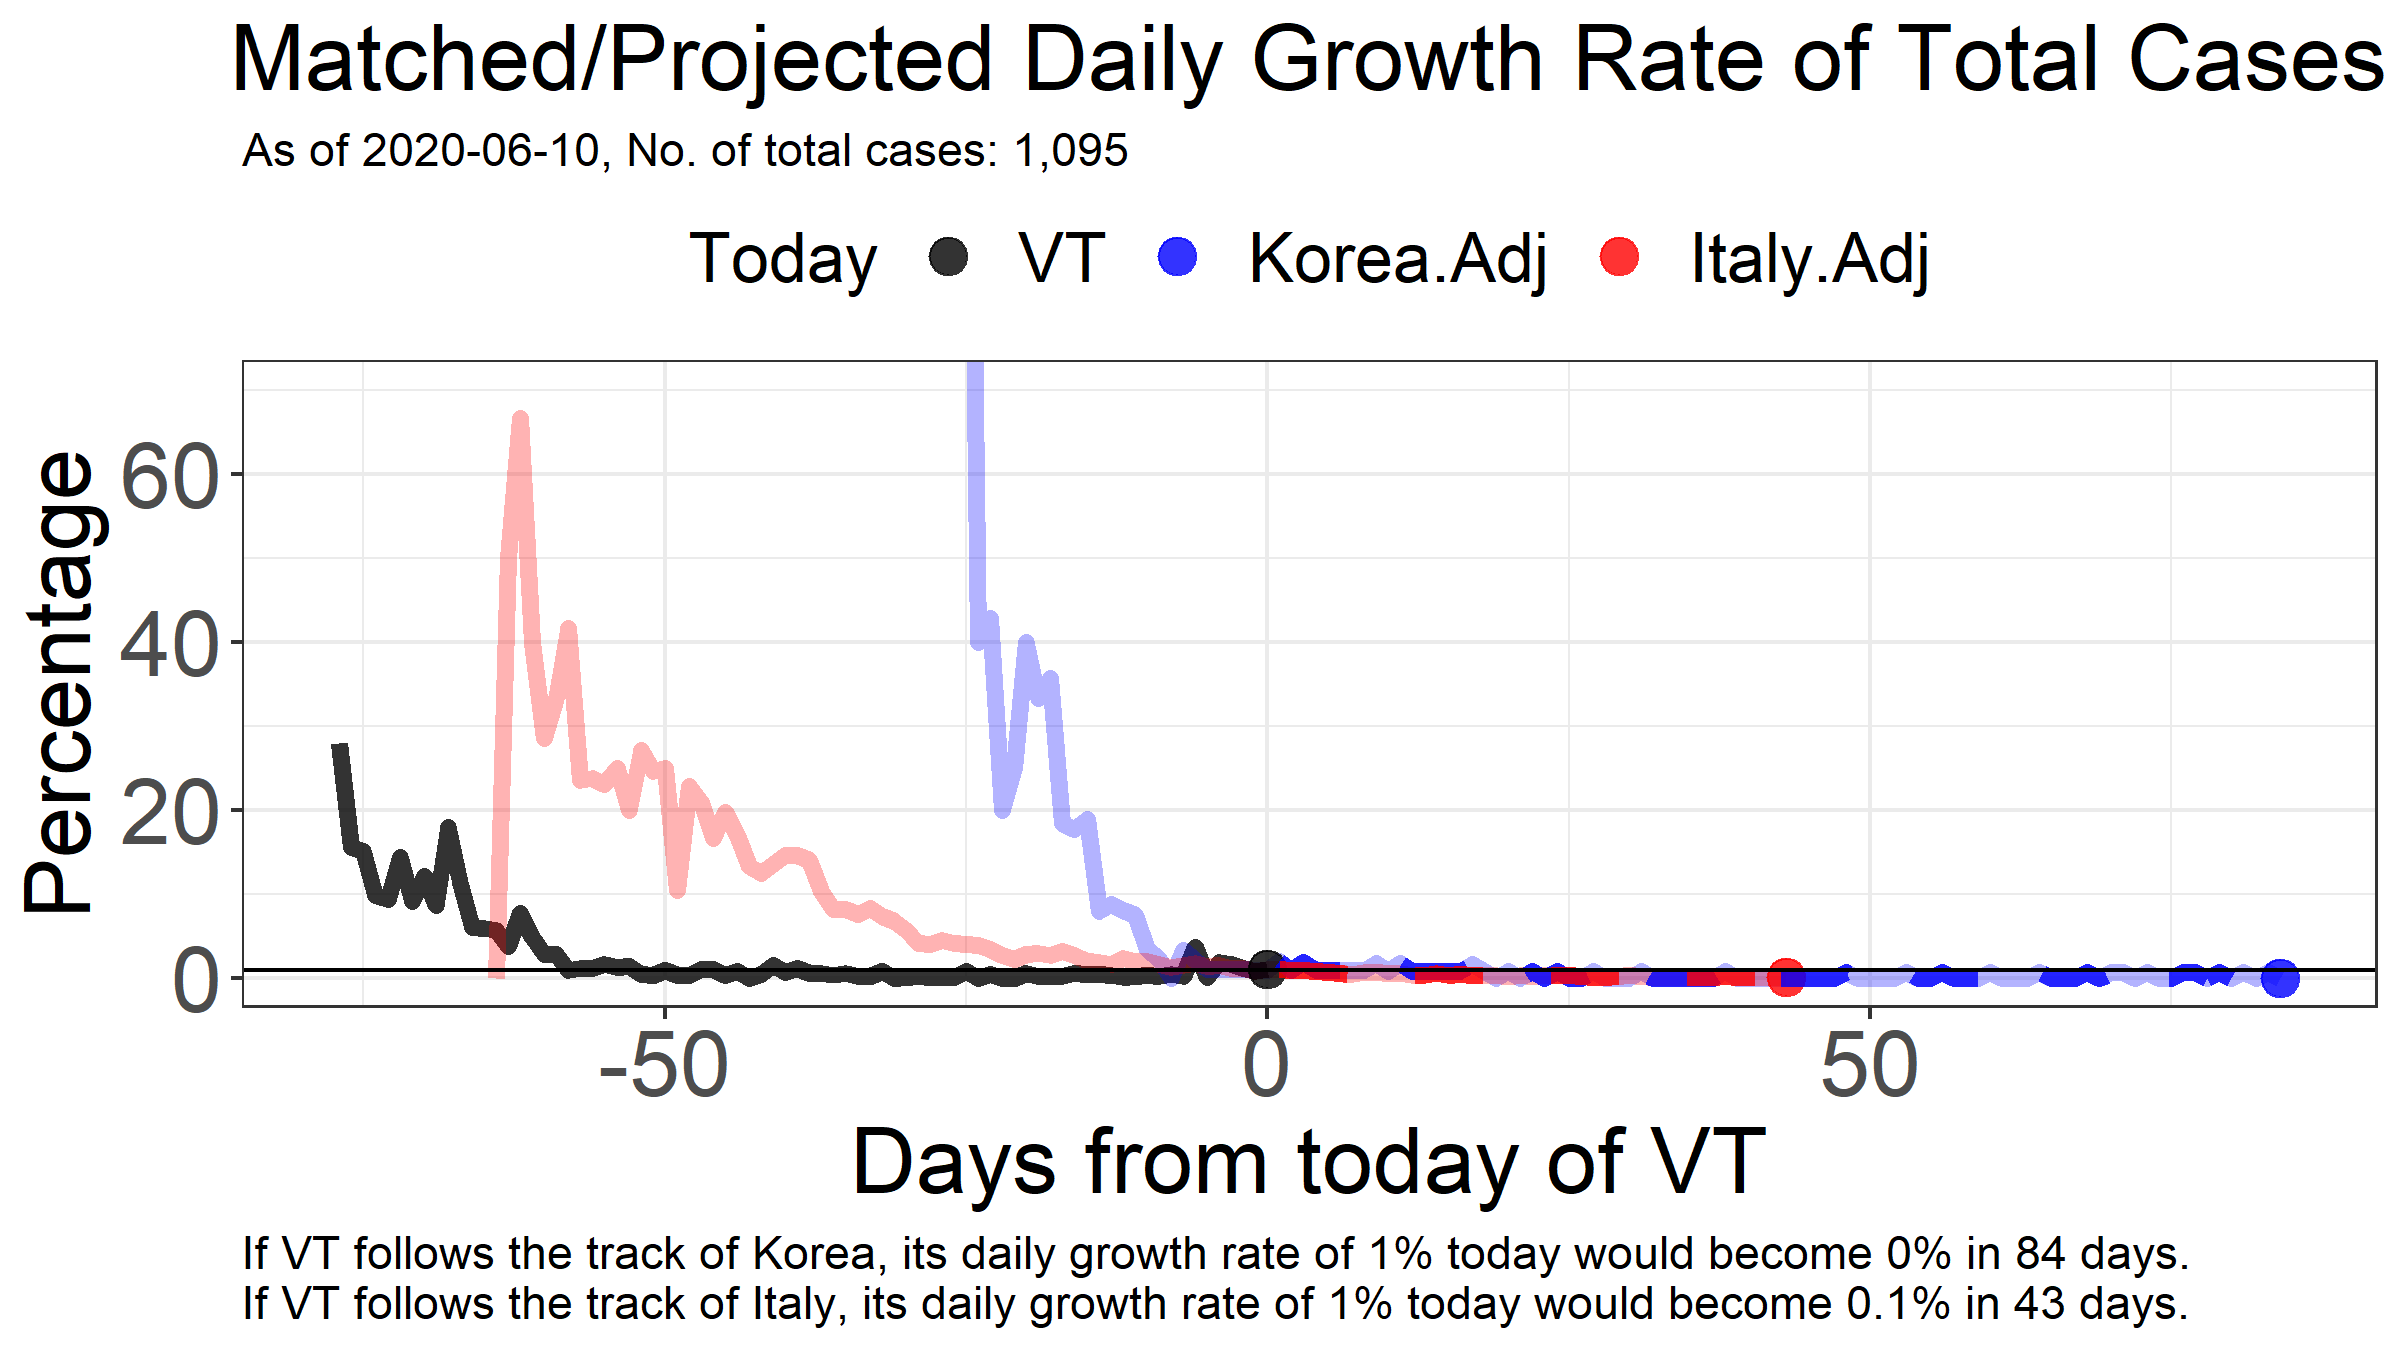 Matched/Projected Daily Growth Rate of Total Cases
As of 2020-06-10, No. of total cases: 1,095
Today VT Korea.Adj Italy.Adj
Percentage
60
40
20
0
-50 0 50
Days from today of VT
If VT follows the track of Korea, its daily growth rate of 1% today would become 0% in 84 days.
If VT follows the track of Italy, its daily growth rate of 1% today would become 0.1% in 43 days.